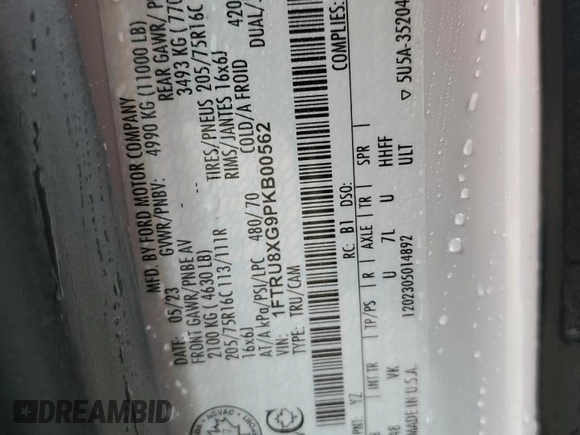 MFD. BY FORD MOTOR COMPANY
DATE: 05/23 GVWR/PNBV: 4990 KG (11000 LB)
FRONT GAWR/PNBE AV REAR GAWR/
2100 KG (4630 LB) 3493 KG (770
205/75R16C 113/111R TIRES/PNEUS 205/75R16C
16x6J RIMS/JANTES 16x6J
AT/A kPa/PSI/LPC 480/70 COLD/A FROID 420
VIN: 1FTRU8XG9PKB00562 DUAL/
TYPE: TRU/CAM
RC: B1 DSO:
PNT: YZ
INT TR TP/PS R AXLE TR SPR
VK U 7L U HHFF
MADE IN U.S.A. 1202305014892 ULT
5U5A-35204
DREAMBID